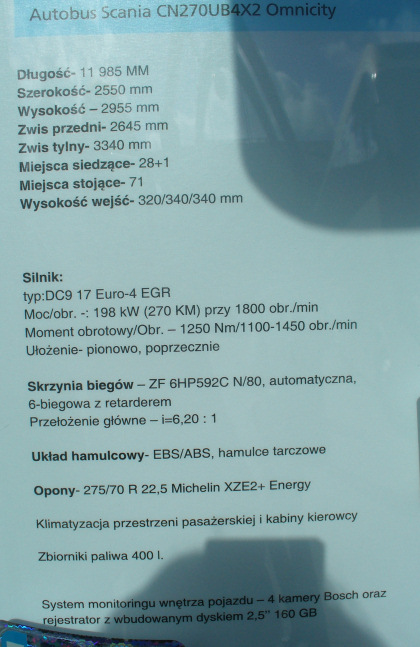 Autobus Scania CN270UB4X2 Omnicity
Długość- 11 985 MM
Szerokość- 2550 mm
Wysokość – 2955 mm
Zwis przedni- 2645 mm
Zwis tylny- 3340 mm
Miejsca siedzące- 28+1
Miejsca stojące- 71
Wysokość wejść- 320/340/340 mm
Silnik:
typ:DC9 17 Euro-4 EGR
Moc/obr. -: 198 kW (270 KM) przy 1800 obr./min
Moment obrotowy/Obr. – 1250 Nm/1100-1450 obr./min
Ułożenie- pionowo, poprzecznie
Skrzynia biegów – ZF 6HP592C N/80, automatyczna,
6-biegowa z retarderem
Przełożenie główne – i=6,20 : 1
Układ hamulcowy- EBS/ABS, hamulce tarczowe
Opony- 275/70 R 22,5 Michelin XZE2+ Energy
Klimatyzacja przestrzeni pasażerskiej i kabiny kierowcy
Zbiorniki paliwa 400 l.
System monitoringu wnętrza pojazdu – 4 kamery Bosch oraz
rejestrator z wbudowanym dyskiem 2,5" 160 GB